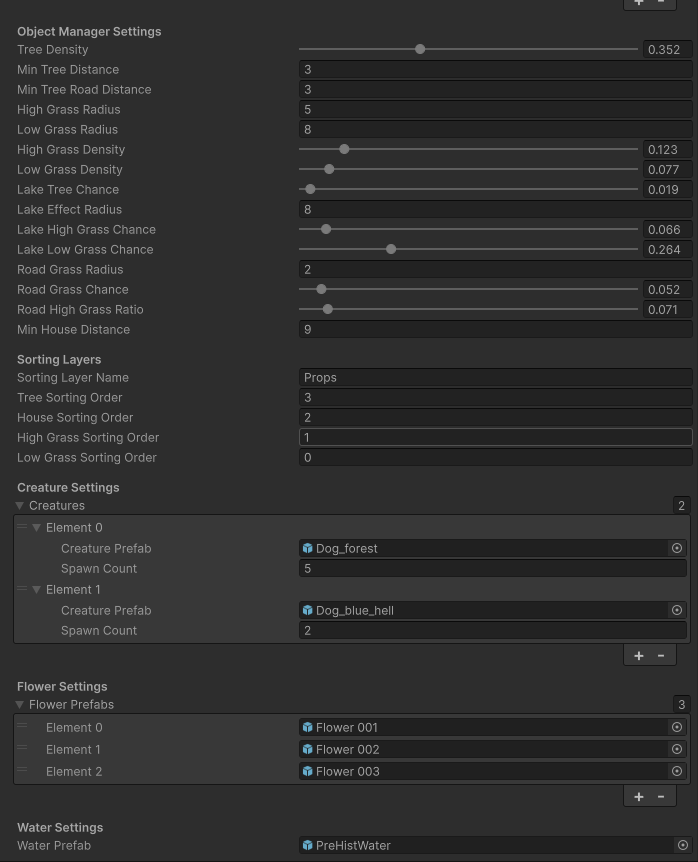 + -
Object Manager Settings
Tree Density 0.352
Min Tree Distance 3
Min Tree Road Distance 3
High Grass Radius 5
Low Grass Radius 8
High Grass Density 0.123
Low Grass Density 0.077
Lake Tree Chance 0.019
Lake Effect Radius 8
Lake High Grass Chance 0.066
Lake Low Grass Chance 0.264
Road Grass Radius 2
Road Grass Chance 0.052
Road High Grass Ratio 0.071
Min House Distance 9
Sorting Layers
Sorting Layer Name Props
Tree Sorting Order 3
House Sorting Order 2
High Grass Sorting Order 1
Low Grass Sorting Order 0
Creature Settings
Creatures 2
Element 0
Creature Prefab Dog_forest
Spawn Count 5
Element 1
Creature Prefab Dog_blue_hell
Spawn Count 2
+ -
Flower Settings
Flower Prefabs 3
Element 0 Flower 001
Element 1 Flower 002
Element 2 Flower 003
+ -
Water Settings
Water Prefab PreHistWater